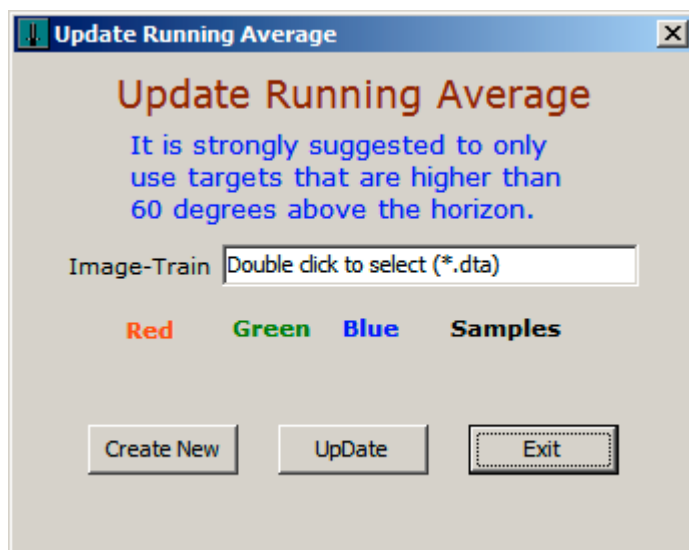 Update Running Average
Update Running Average
It is strongly suggested to only
use targets that are higher than
60 degrees above the horizon.
Image-Train Double click to select (*.dta)
Red Green Blue Samples
Create New UpDate Exit